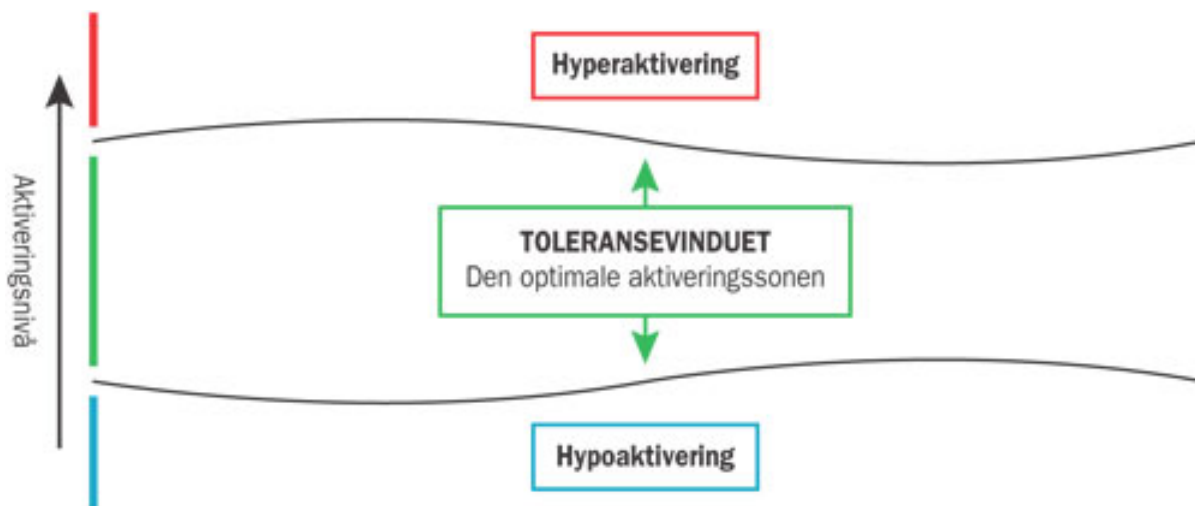 Hyperaktivering
Aktiveringsnivå
TOLERANSEVINDUET
Den optimale aktiveringssonen
Hypoaktivering